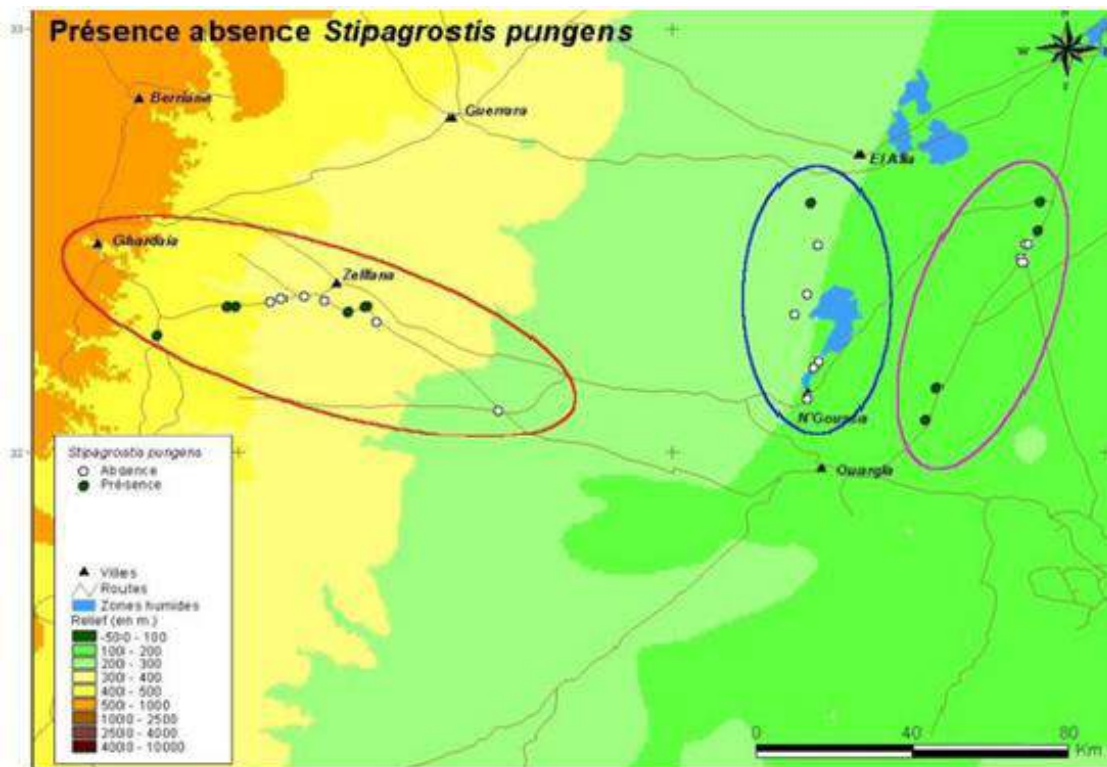 Présence absence Stipagrostis pungens
33
Berriane
Guerrara
El Alia
Ghardaia
Zelfana
N'Goussa
Ouargla
32
Stipagrostis pungens
Absence
Présence
Villes
Routes
Zones humides
Relief (en m.)
-500 - 100
100 - 200
200 - 300
300 - 400
400 - 500
500 - 1000
1000 - 2500
2500 - 4000
4000 - 10000
0 40 80
Km